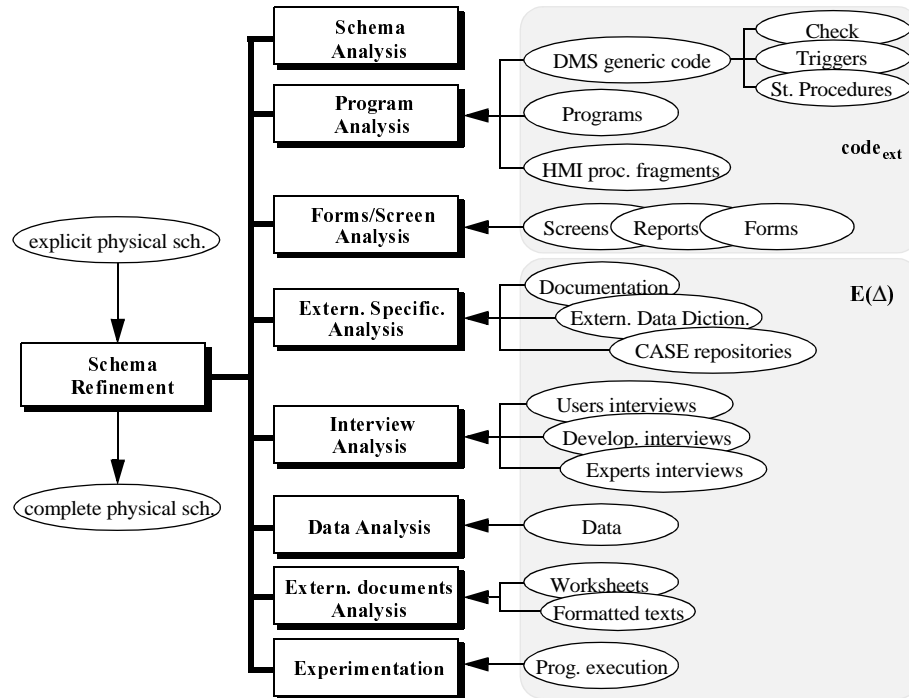 Schema
Analysis
Program
Analysis
Forms/Screen
Analysis
Extern. Specific.
Analysis
Interview
Analysis
Data Analysis
Extern. documents
Analysis
Experimentation
explicit physical sch.
Schema
Refinement
complete physical sch.
DMS generic code
Check
Triggers
St. Procedures
Programs
HMI proc. fragments
code ext
Screens
Reports
Forms
E(Δ)
Documentation
Extern. Data Diction.
CASE repositories
Users interviews
Develop. interviews
Experts interviews
Data
Worksheets
Formatted texts
Prog. execution